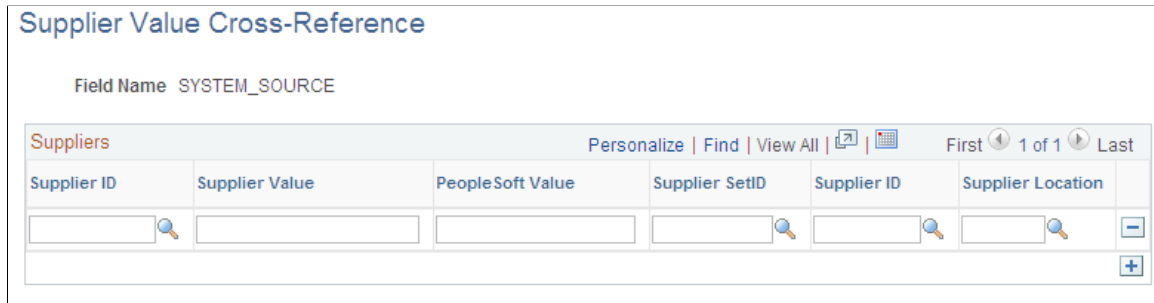 Supplier Value Cross-Reference
Field Name SYSTEM_SOURCE
Suppliers Personalize | Find | View All | | First 1 of 1 Last
Supplier ID Supplier Value PeopleSoft Value Supplier SetID Supplier ID Supplier Location